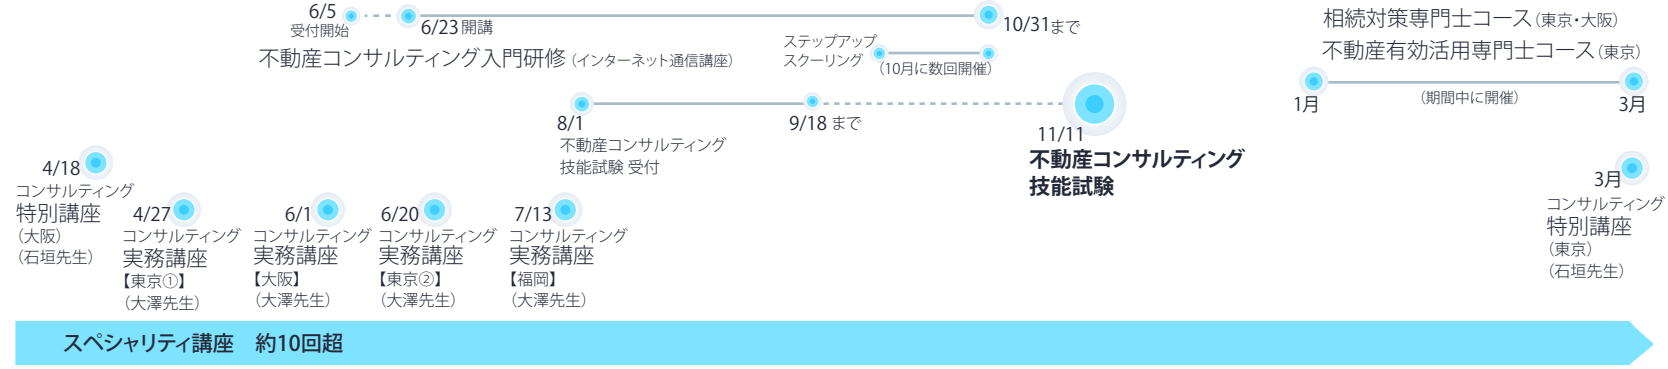 6/5
受付開始
6/23 開講
10/31まで
不動産コンサルティング入門研修（インターネット通信講座）
ステップアップ
スクーリング
（10月に数回開催）
相続対策専門士コース（東京・大阪）
不動産有効活用専門士コース（東京）
1月
（期間中に開催）
3月
8/1
不動産コンサルティング
技能試験 受付
9/18 まで
11/11
不動産コンサルティング
技能試験
4/18
コンサルティング
特別講座
（大阪）
（石垣先生）
4/27
コンサルティング
実務講座
【東京①】
（大澤先生）
6/1
コンサルティング
実務講座
【大阪】
（大澤先生）
6/20
コンサルティング
実務講座
【東京②】
（大澤先生）
7/13
コンサルティング
実務講座
【福岡】
（大澤先生）
3月
コンサルティング
特別講座
（東京）
（石垣先生）
スペシャリティ講座　約10回超